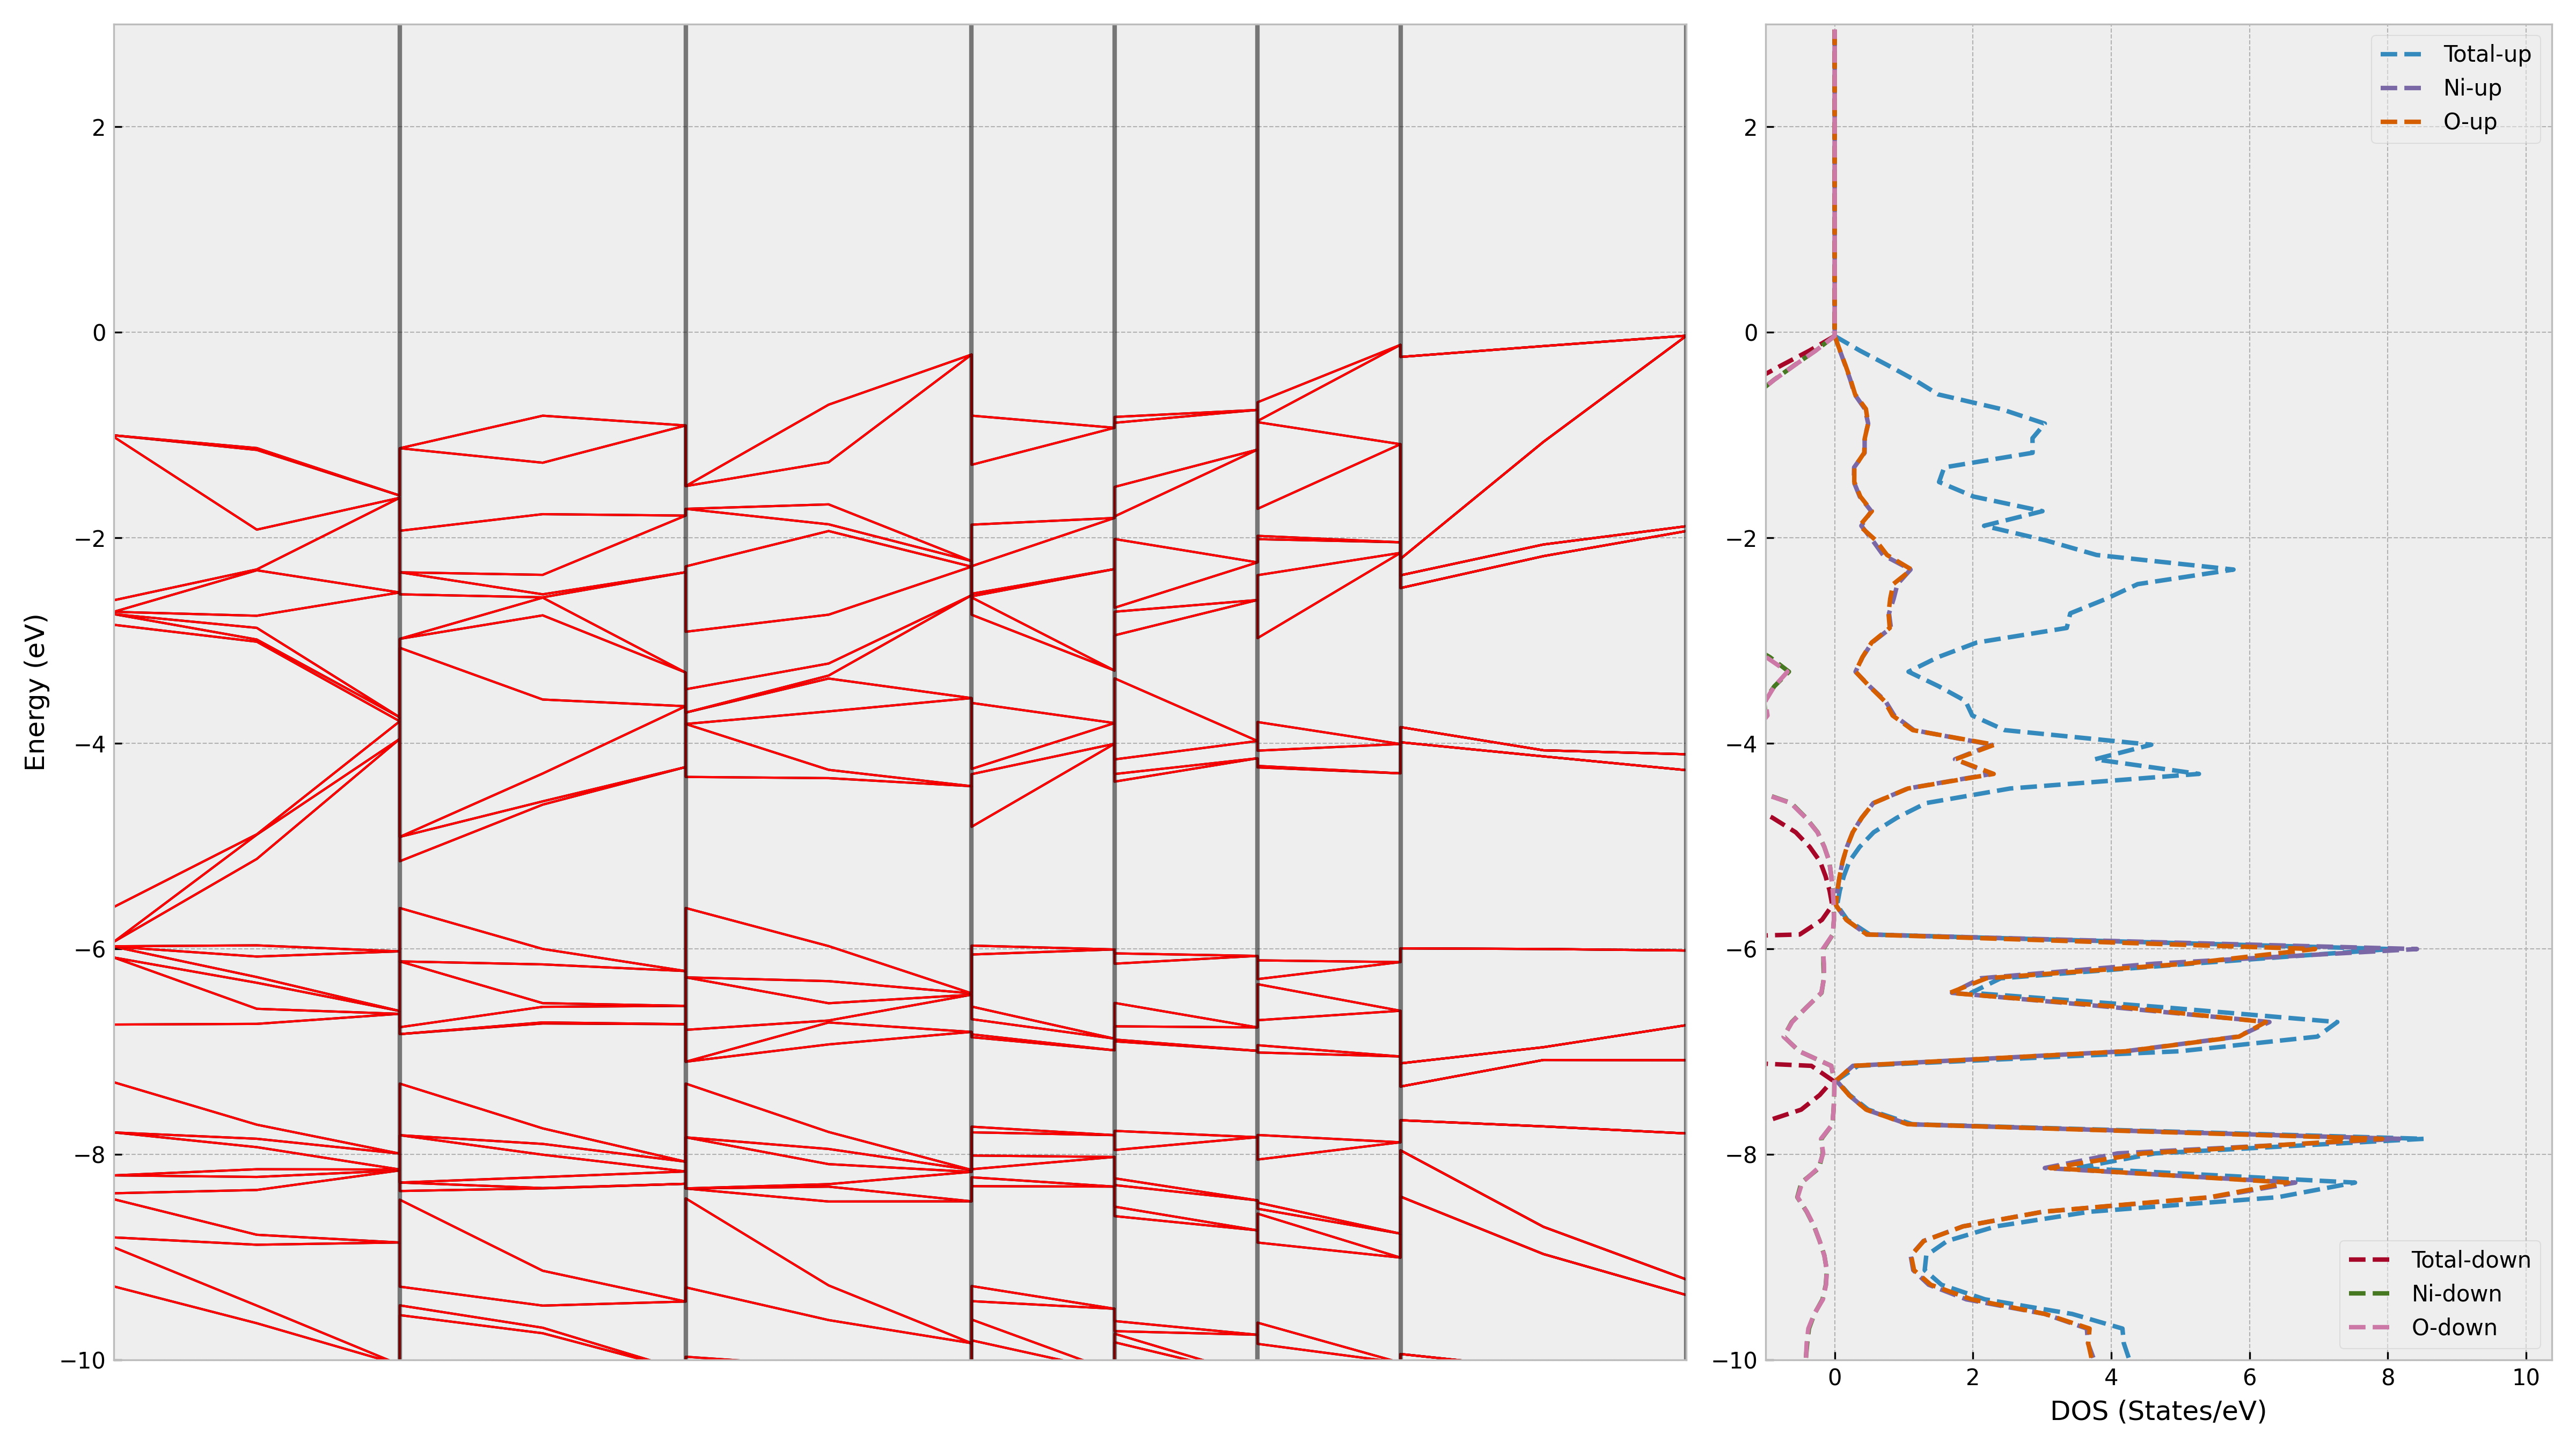 Energy (eV)
2
0
−2
−4
−6
−8
−10
2
0
−2
−4
−6
−8
−10
Total-up
Ni-up
O-up
Total-down
Ni-down
O-down
0 2 4 6 8 10
DOS (States/eV)